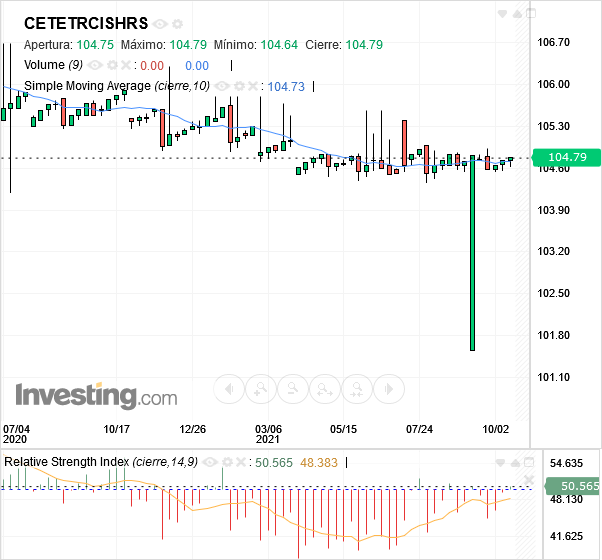 CETETRCISHRS
Apertura: 104.75 Máximo: 104.79 Mínimo: 104.64 Cierre: 104.79
Volume (9) : 0.00 0.00
Simple Moving Average (cierre,10) : 104.73
106.70
106.00
105.30
104.79
104.60
103.90
103.20
102.50
101.80
101.10
Investing.com
07/04 10/17 12/26 03/06 05/15 07/24 10/02
2020 2021
Relative Strength Index (cierre,14,9) : 50.565 48.383
54.635
50.565
48.130
41.625